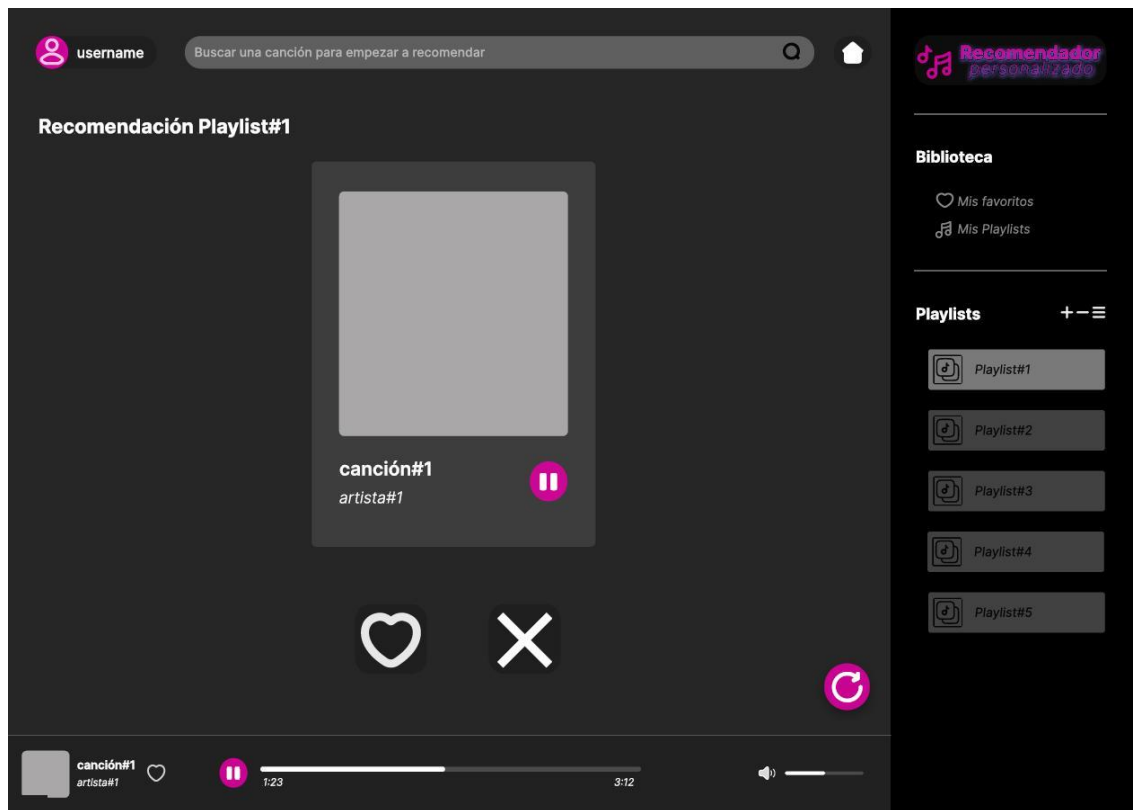 username
Buscar una canción para empezar a recomendar
Recomendación Playlist#1
canción#1
artista#1
canción#1
artista#1
1:23
3:12
Recomendador
personalizado
Biblioteca
Mis favoritos
Mis Playlists
Playlists
Playlist#1
Playlist#2
Playlist#3
Playlist#4
Playlist#5